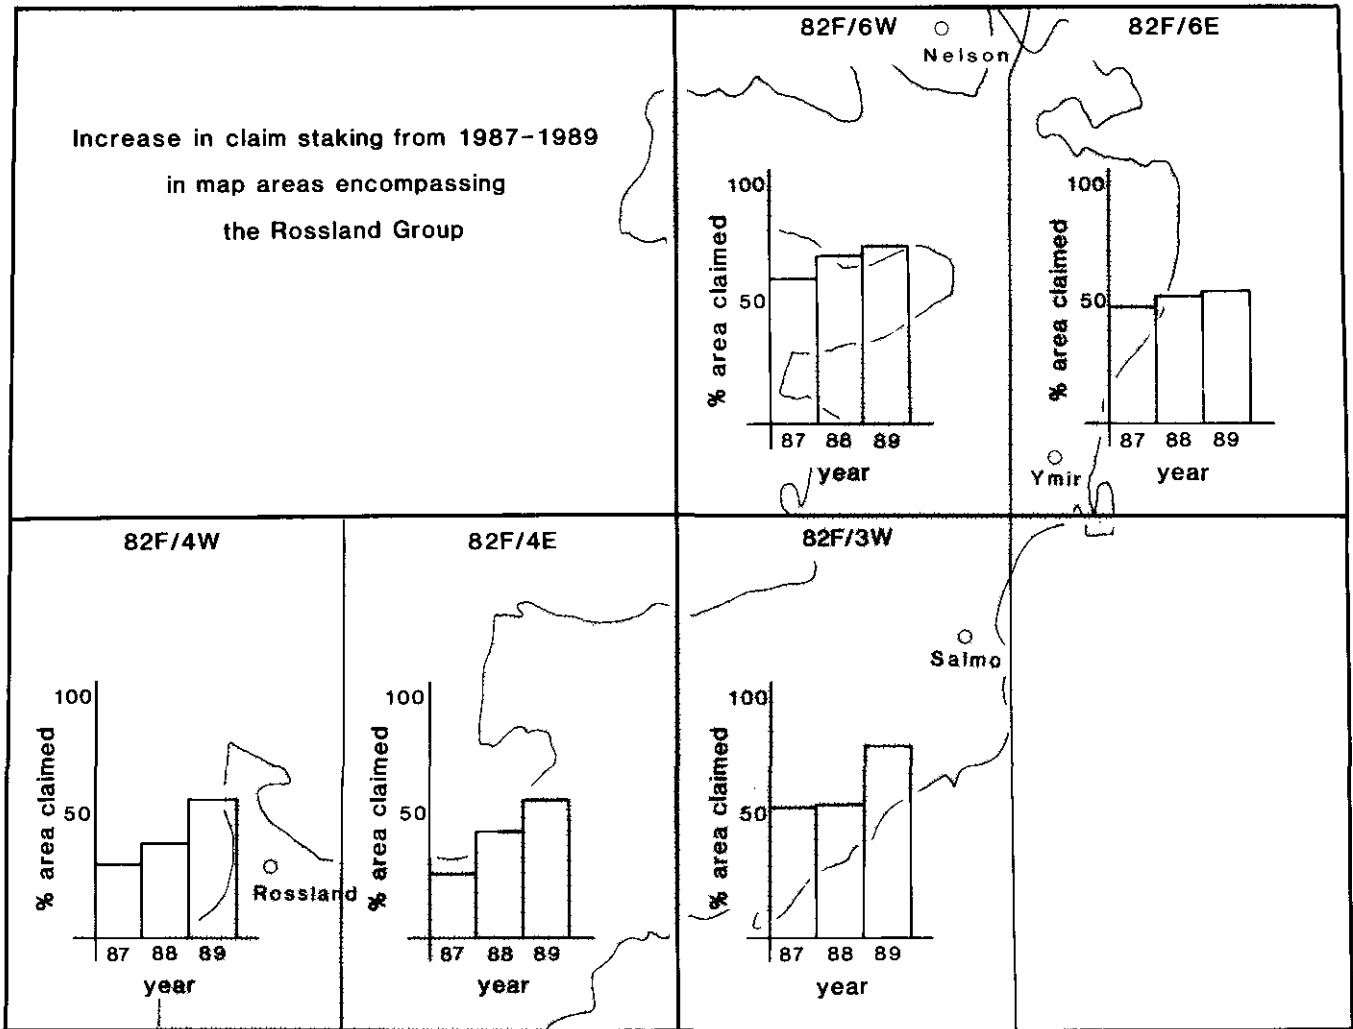 Increase in claim staking from 1987-1989
in map areas encompassing
the Rossland Group
82F/6W
Nelson
100
50
% area claimed
87 88 89
year
82F/6E
100
50
% area claimed
87 88 89
year
Ymir
82F/4W
100
50
% area claimed
87 88 89
year
Rossland
82F/4E
100
50
% area claimed
87 88 89
year
82F/3W
Salmo
100
50
% area claimed
87 88 89
year